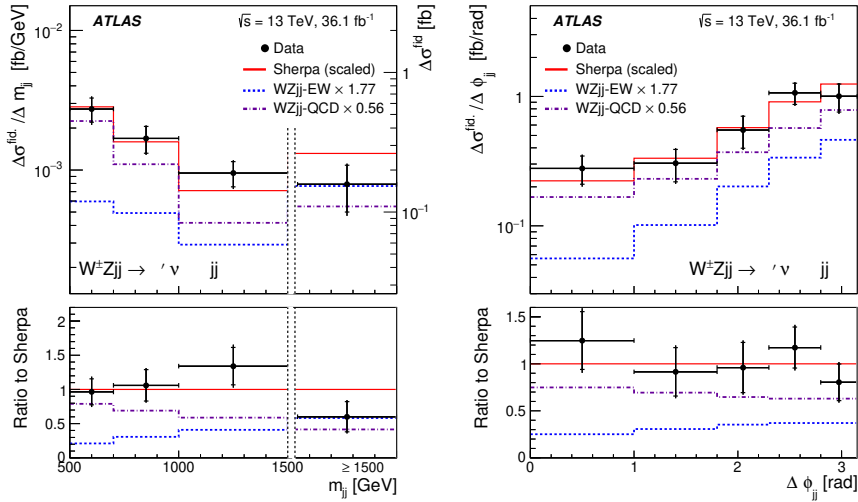 ATLAS
√s = 13 TeV, 36.1 fb⁻¹
Data
Sherpa (scaled)
WZjj-EW × 1.77
WZjj-QCD × 0.56
Δσ^fid. / Δ m_jj [fb/GeV]
Δσ^fid [fb]
10⁻²
10⁻³
1
10⁻¹
W±Zjj → ′ ν jj
Ratio to Sherpa
2
1.5
1
0.5
0
500 1000 1500 ≥ 1500
m_jj [GeV]
ATLAS
√s = 13 TeV, 36.1 fb⁻¹
Data
Sherpa (scaled)
WZjj-EW × 1.77
WZjj-QCD × 0.56
Δσ^fid. / Δ ϕ_jj [fb/rad]
10
1
10⁻¹
W±Zjj → ′ ν jj
Ratio to Sherpa
1.5
1
0.5
0
0 1 2 3
Δ ϕ_jj [rad]